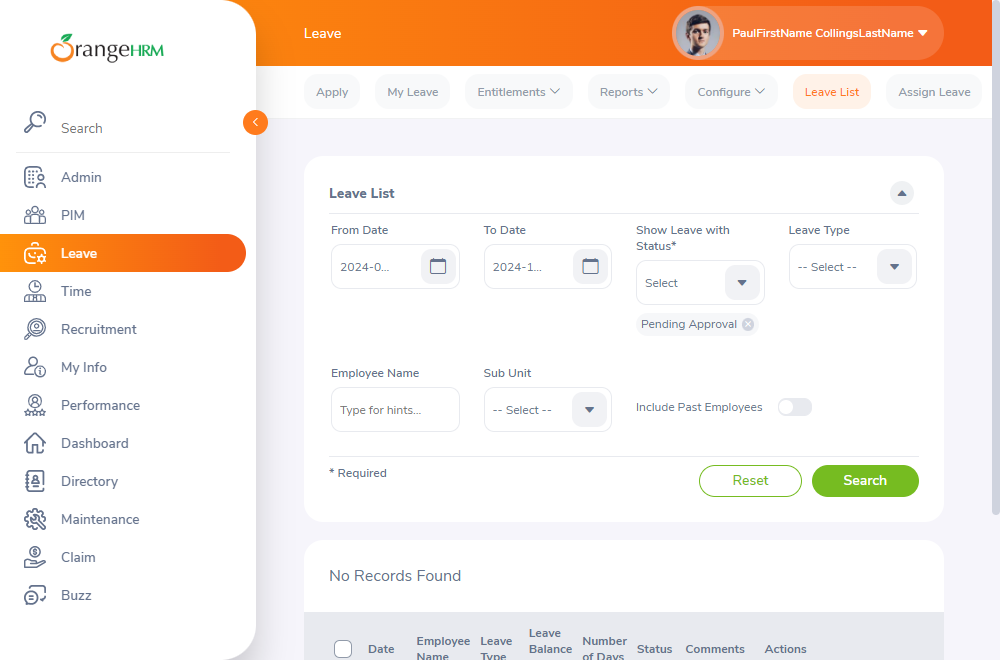 OrangeHRM
Search
Admin
PIM
Leave
Time
Recruitment
My Info
Performance
Dashboard
Directory
Maintenance
Claim
Buzz
Leave
PaulFirstName CollingsLastName
Apply
My Leave
Entitlements
Reports
Configure
Leave List
Assign Leave
Leave List
From Date
To Date
Show Leave with
Status*
Leave Type
2024-0...
2024-1...
Select
-- Select --
Pending Approval
Employee Name
Sub Unit
Type for hints...
-- Select --
Include Past Employees
* Required
Reset
Search
No Records Found
Date
Employee
Name
Leave
Type
Leave
Balance
Number
of Days
Status
Comments
Actions